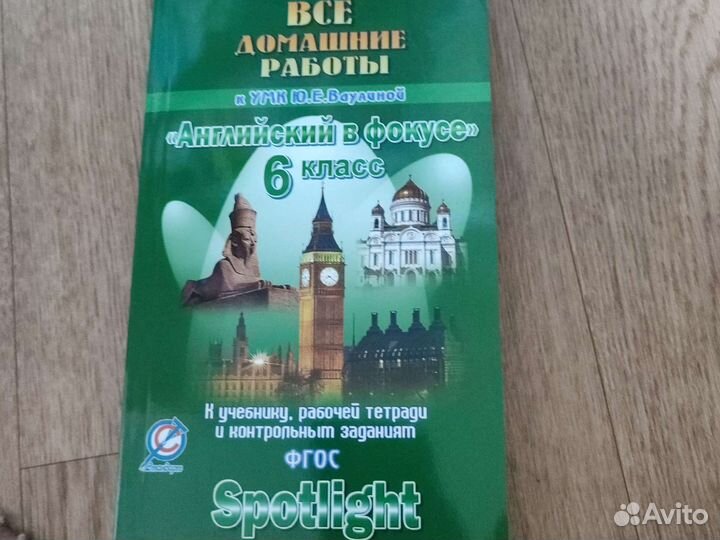 ВСЕ
ДОМАШНИЕ
РАБОТЫ
к УМК Ю.Е.Ваулиной
«Английский в фокусе»
6 класс
К учебнику, рабочей тетради
и контрольным заданиям
ФГОС
Spotlight
Avito